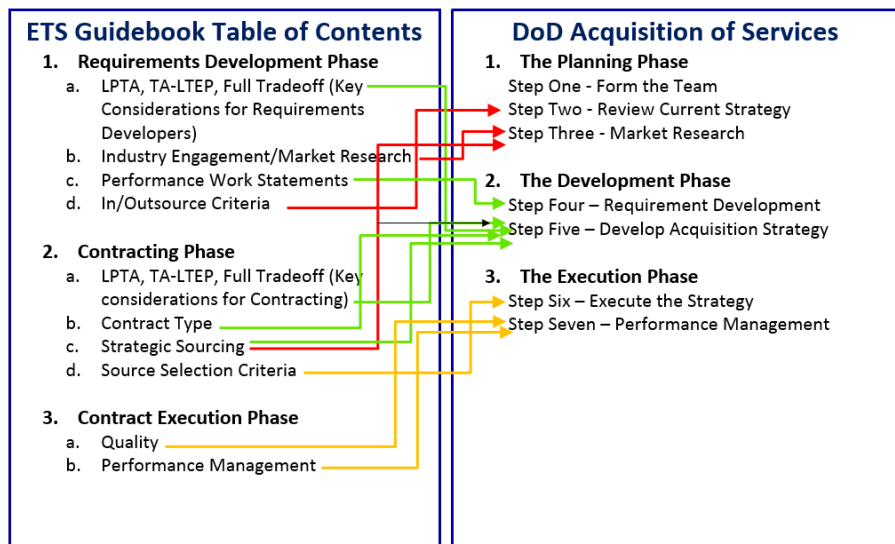 ETS Guidebook Table of Contents
1. Requirements Development Phase
a. LPTA, TA-LTEP, Full Tradeoff (Key
Considerations for Requirements
Developers)
b. Industry Engagement/Market Research
c. Performance Work Statements
d. In/Outsource Criteria
2. Contracting Phase
a. LPTA, TA-LTEP, Full Tradeoff (Key
considerations for Contracting)
b. Contract Type
c. Strategic Sourcing
d. Source Selection Criteria
3. Contract Execution Phase
a. Quality
b. Performance Management
DoD Acquisition of Services
1. The Planning Phase
Step One - Form the Team
Step Two - Review Current Strategy
Step Three - Market Research
2. The Development Phase
Step Four – Requirement Development
Step Five – Develop Acquisition Strategy
3. The Execution Phase
Step Six – Execute the Strategy
Step Seven – Performance Management